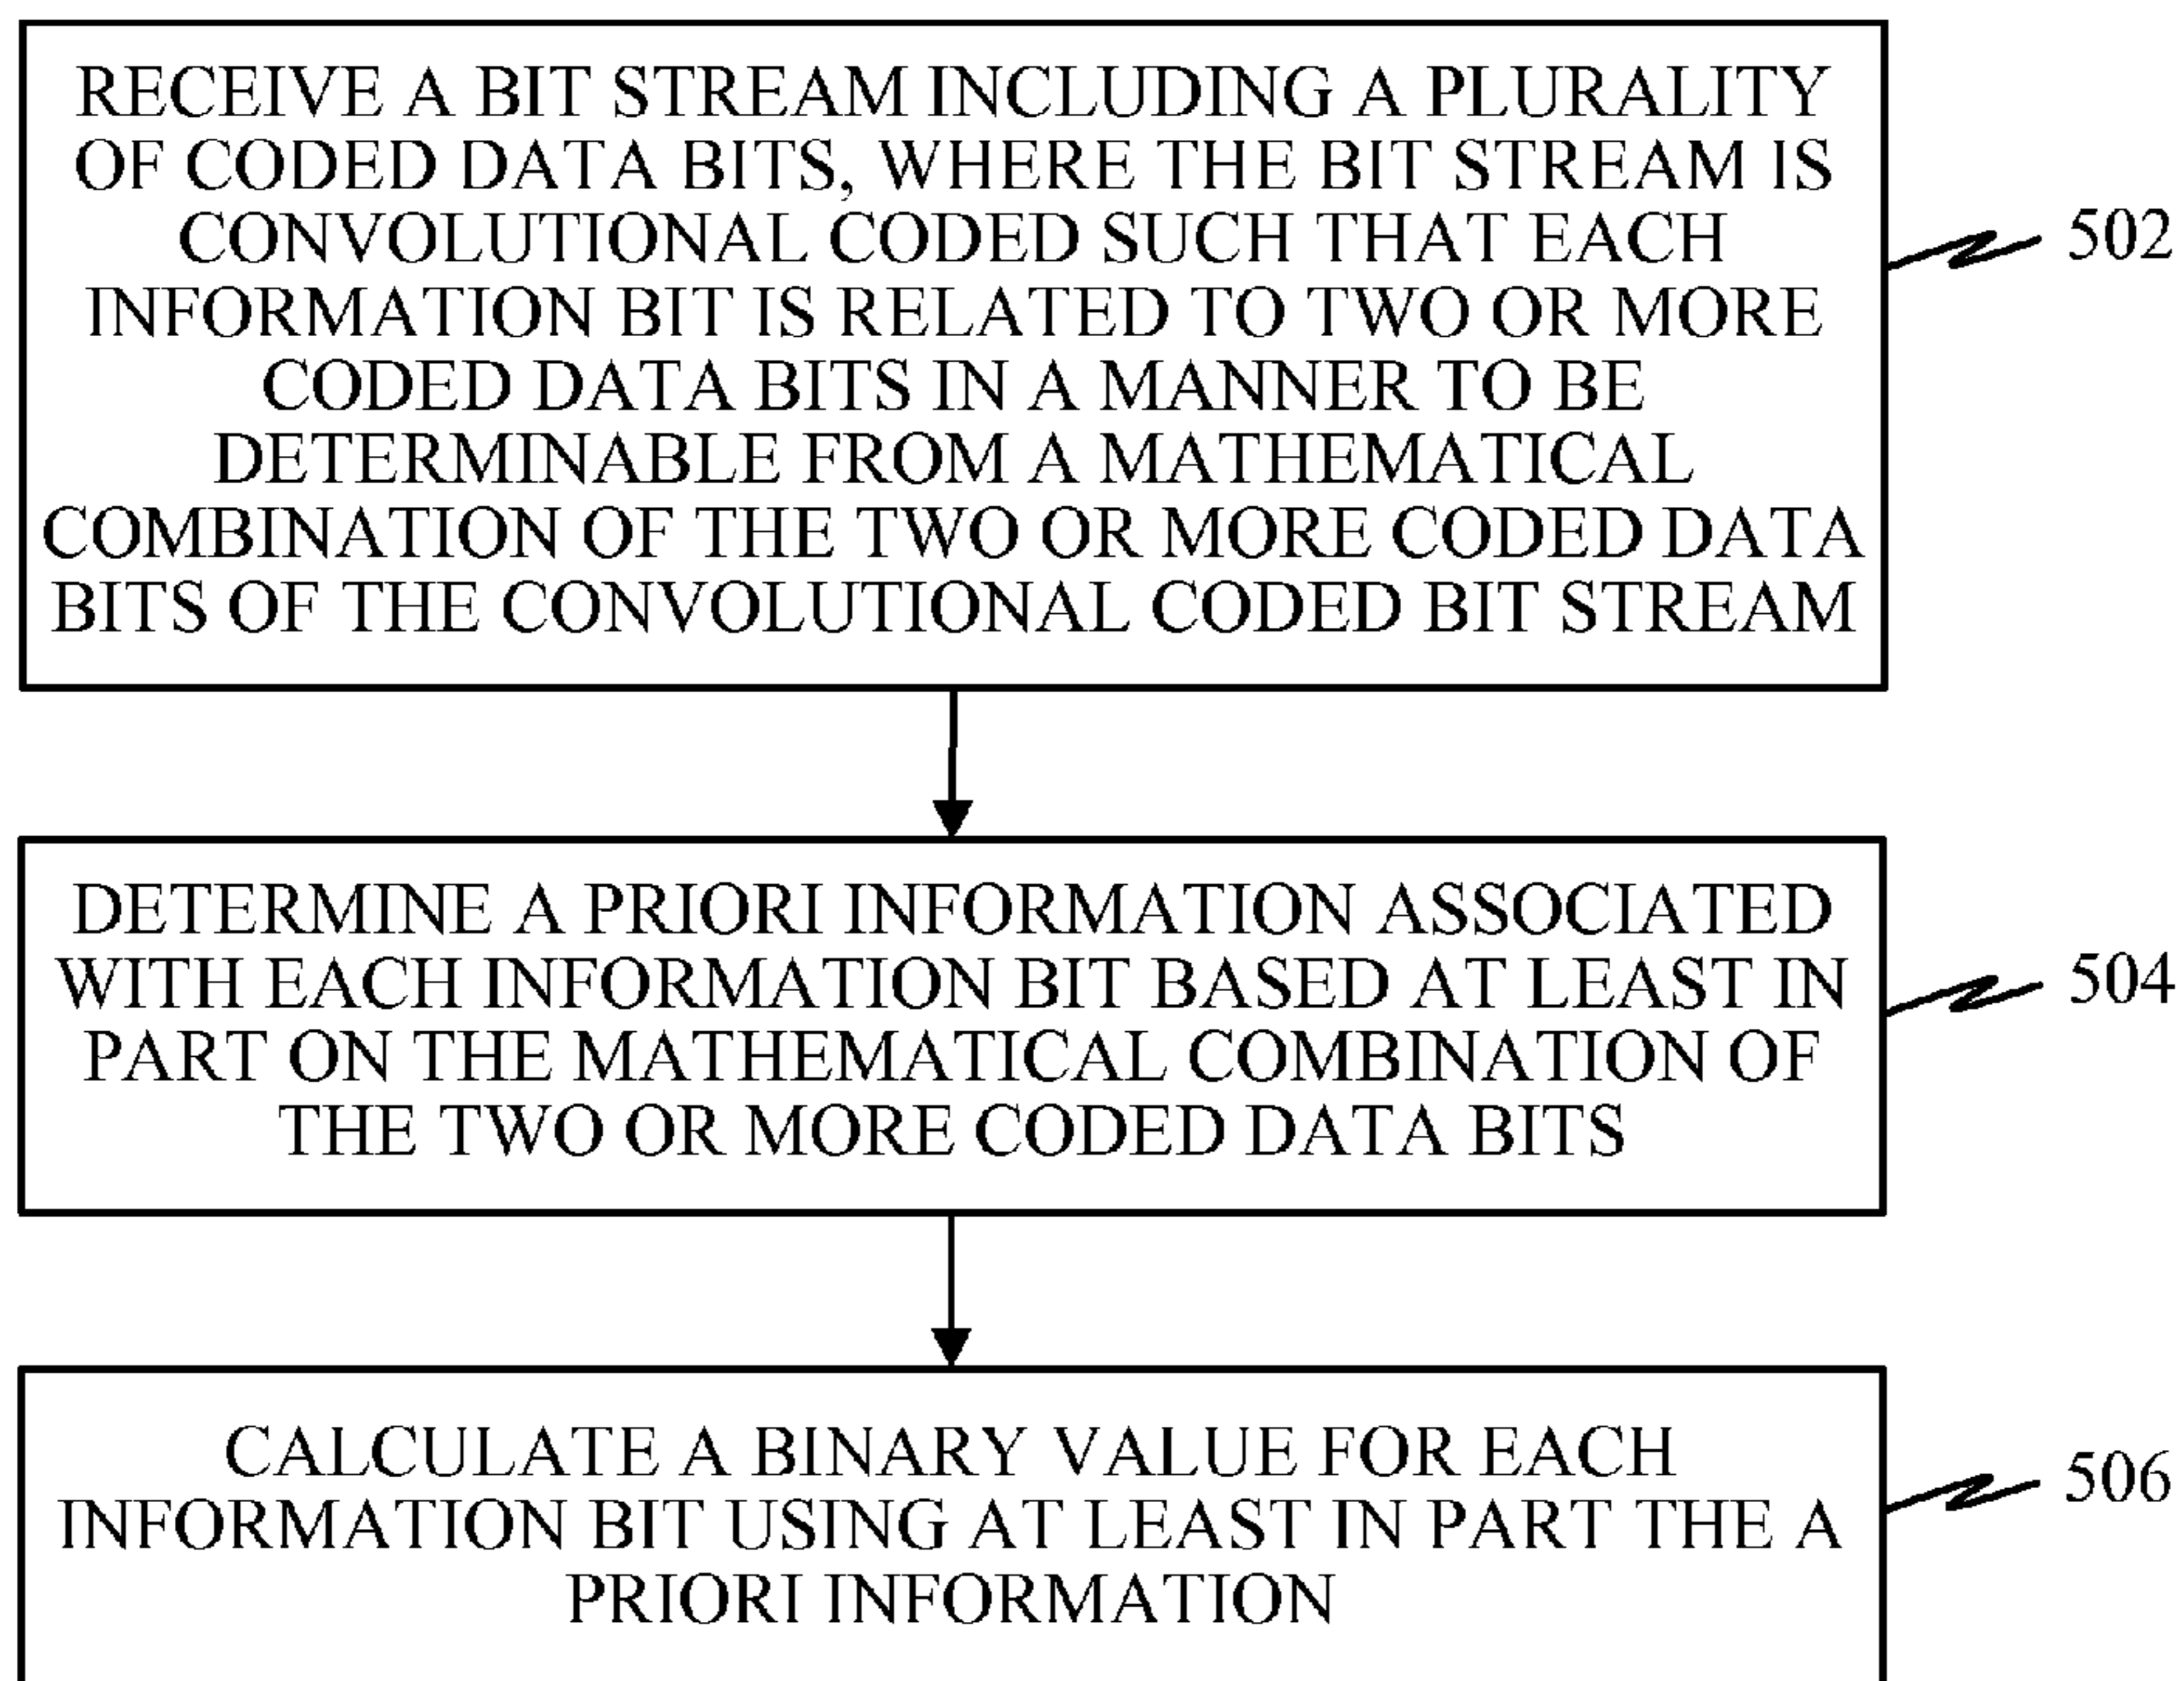 RECEIVE A BIT STREAM INCLUDING A PLURALITY
OF CODED DATA BITS, WHERE THE BIT STREAM IS
CONVOLUTIONAL CODED SUCH THAT EACH
INFORMATION BIT IS RELATED TO TWO OR MORE
CODED DATA BITS IN A MANNER TO BE
DETERMINABLE FROM A MATHEMATICAL
COMBINATION OF THE TWO OR MORE CODED DATA
BITS OF THE CONVOLUTIONAL CODED BIT STREAM
502
DETERMINE A PRIORI INFORMATION ASSOCIATED
WITH EACH INFORMATION BIT BASED AT LEAST IN
PART ON THE MATHEMATICAL COMBINATION OF
THE TWO OR MORE CODED DATA BITS
504
CALCULATE A BINARY VALUE FOR EACH
INFORMATION BIT USING AT LEAST IN PART THE A
PRIORI INFORMATION
506